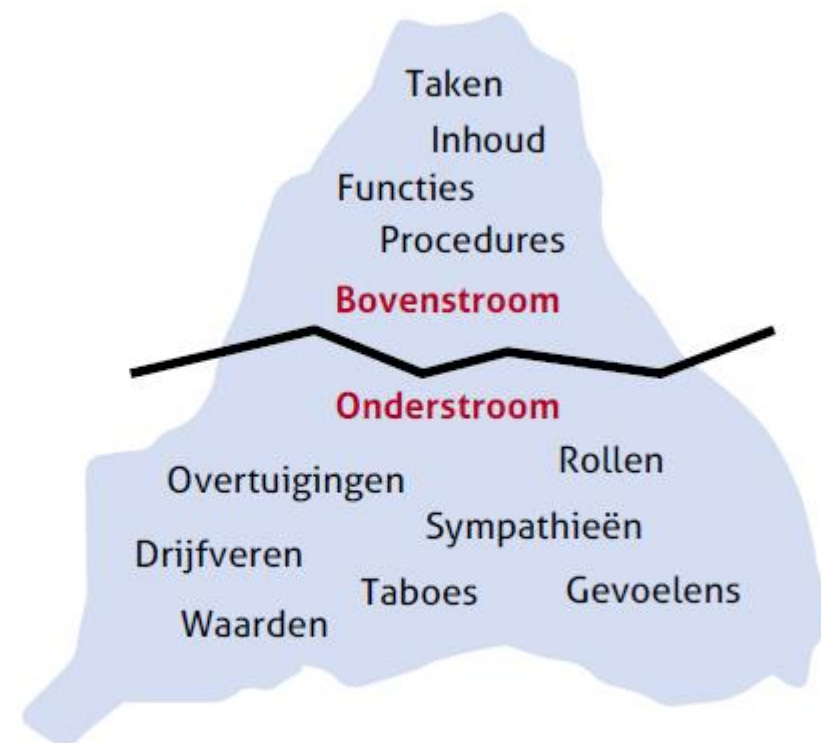 Taken
Inhoud
Functies
Procedures
Bovenstroom
Onderstroom
Rollen
Overtuigingen
Sympathieën
Drijfveren
Taboes
Gevoelens
Waarden